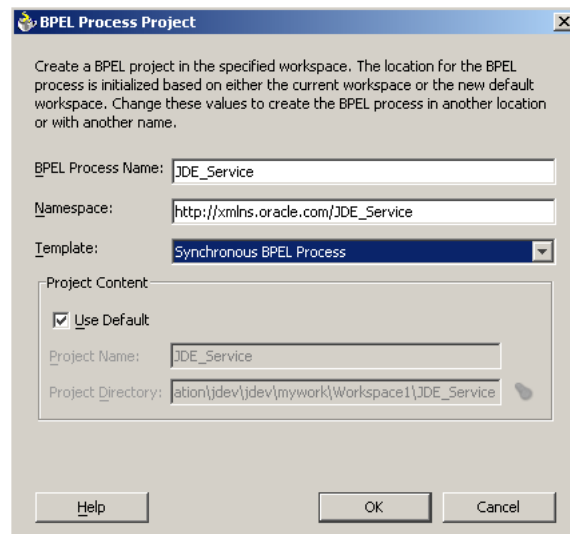 BPEL Process Project
Create a BPEL project in the specified workspace. The location for the BPEL
process is initialized based on either the current workspace or the new default
workspace. Change these values to create the BPEL process in another location
or with another name.
BPEL Process Name: JDE_Service
Namespace: http://xmlns.oracle.com/JDE_Service
Template: Synchronous BPEL Process
Project Content
Use Default
Project Name: JDE_Service
Project Directory: ation\jdev\jdev\mywork\Workspace1\JDE_Service
Help OK Cancel